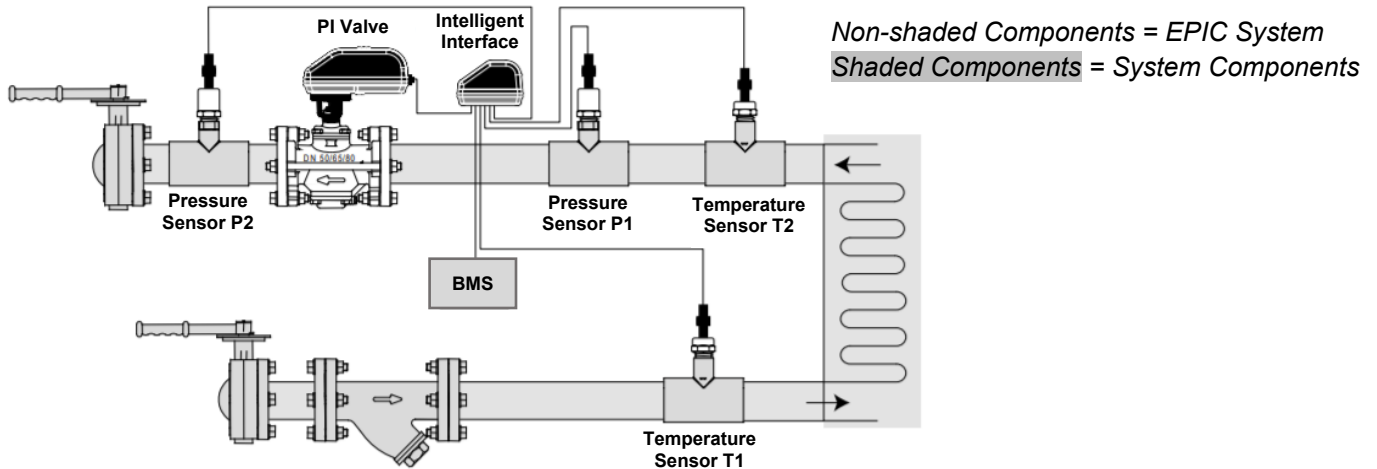 PI Valve
Intelligent
Interface
Non-shaded Components = EPIC System
Shaded Components = System Components
DN 50/65/80
Pressure
Sensor P2
Pressure
Sensor P1
Temperature
Sensor T2
BMS
Temperature
Sensor T1